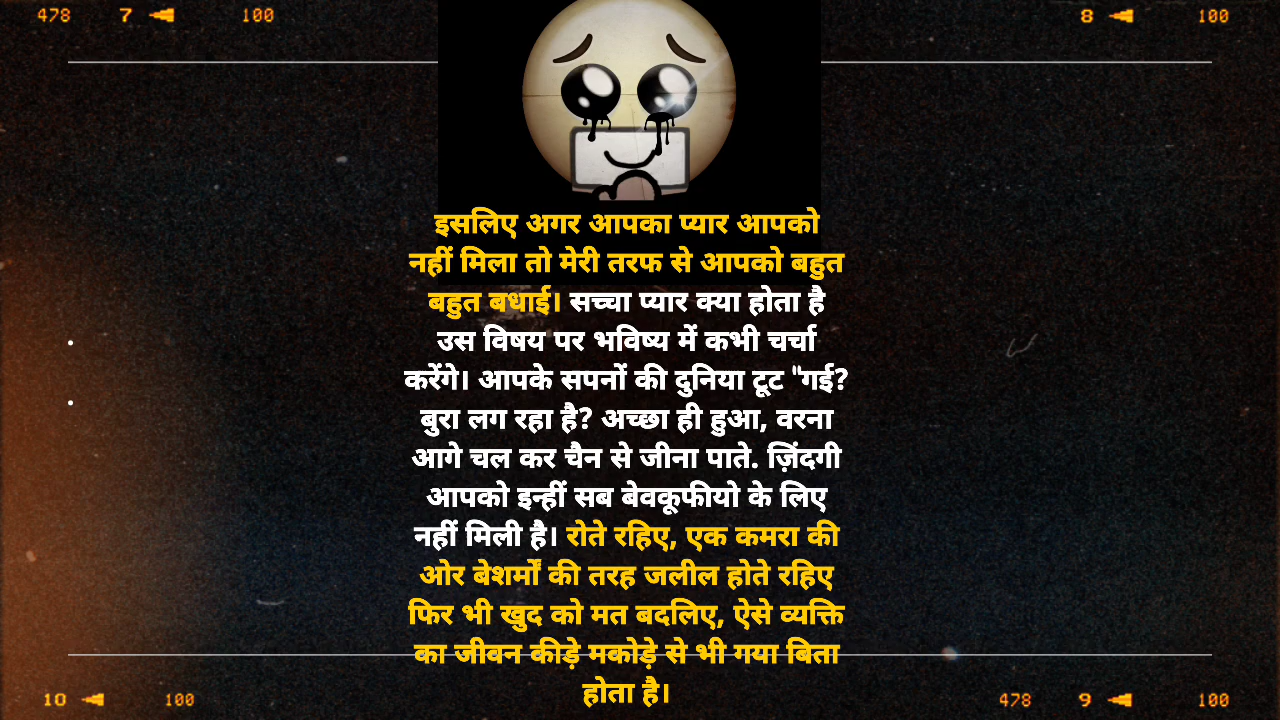 478 7 100 8 100
इसलिए अगर आपका प्यार आपको
नहीं मिला तो मेरी तरफ से आपको बहुत
बहुत बधाई। सच्चा प्यार क्या होता है
उस विषय पर भविष्य में कभी चर्चा
करेंगे। आपके सपनों की दुनिया टूट "गई?
बुरा लग रहा है? अच्छा ही हुआ, वरना
आगे चल कर चैन से जीना पाते. ज़िंदगी
आपको इन्हीं सब बेवकूफीयो के लिए
नहीं मिली है। रोते रहिए, एक कमरा की
ओर बेशर्मों की तरह जलील होते रहिए
फिर भी खुद को मत बदलिए, ऐसे व्यक्ति
का जीवन कीड़े मकोड़े से भी गया बिता
होता है।
10 100 478 9 100